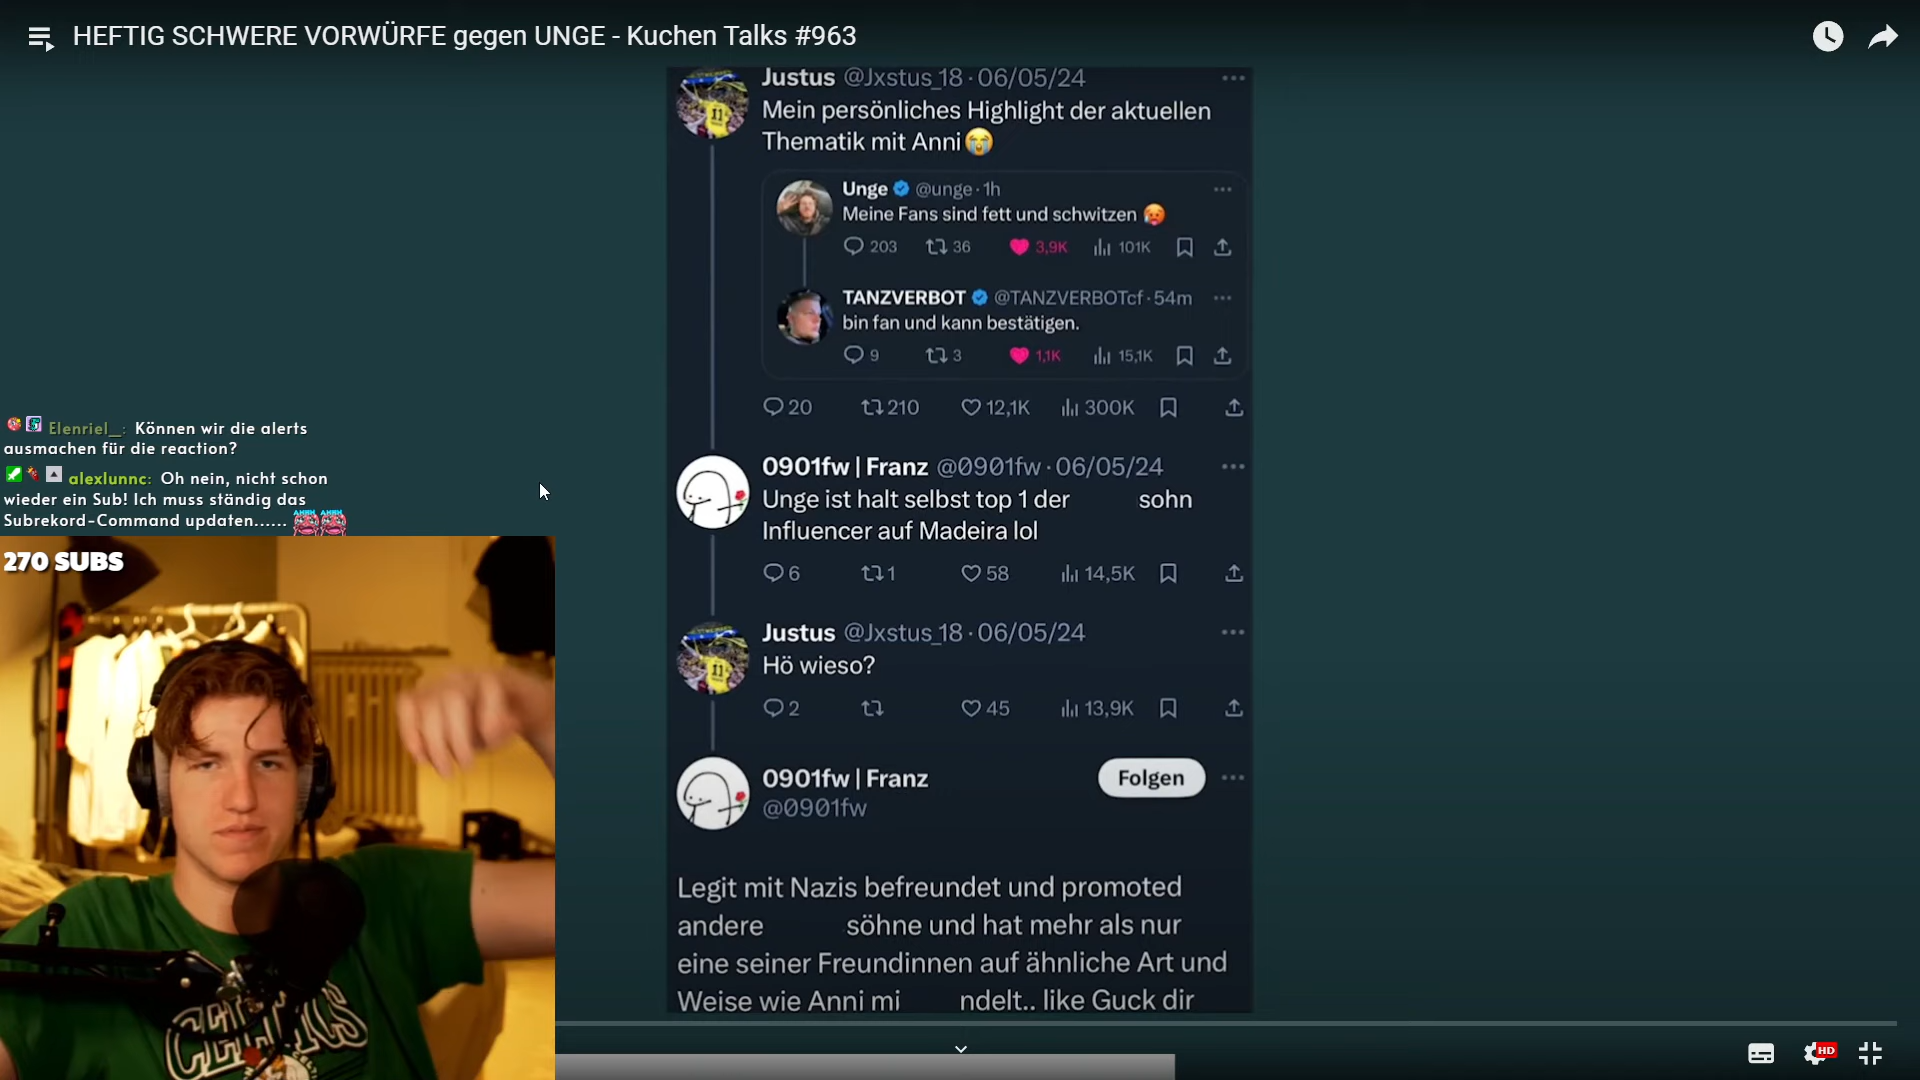 HEFTIG SCHWERE VORWÜRFE gegen UNGE - Kuchen Talks #963
Justus @Jxstus_18 · 06/05/24
Mein persönliches Highlight der aktuellen
Thematik mit Anni
Unge @unge · 1h
Meine Fans sind fett und schwitzen
203 36 3,9K 101K
TANZVERBOT @TANZVERBOTcf · 54m
bin fan und kann bestätigen.
9 3 1,1K 15,1K
20 210 12,1K 300K
0901fw | Franz @0901fw · 06/05/24
Unge ist halt selbst top 1 der sohn
Influencer auf Madeira lol
6 1 58 14,5K
Justus @Jxstus_18 · 06/05/24
Hö wieso?
2 45 13,9K
0901fw | Franz
Folgen
@0901fw
Legit mit Nazis befreundet und promoted
andere söhne und hat mehr als nur
eine seiner Freundinnen auf ähnliche Art und
Weise wie Anni mi ndelt.. like Guck dir
Elenriel__: Können wir die alerts
ausmachen für die reaction?
alexlunnc: Oh nein, nicht schon
wieder ein Sub! Ich muss ständig das
Subrekord-Command updaten......
270 SUBS
CELTICS
HD